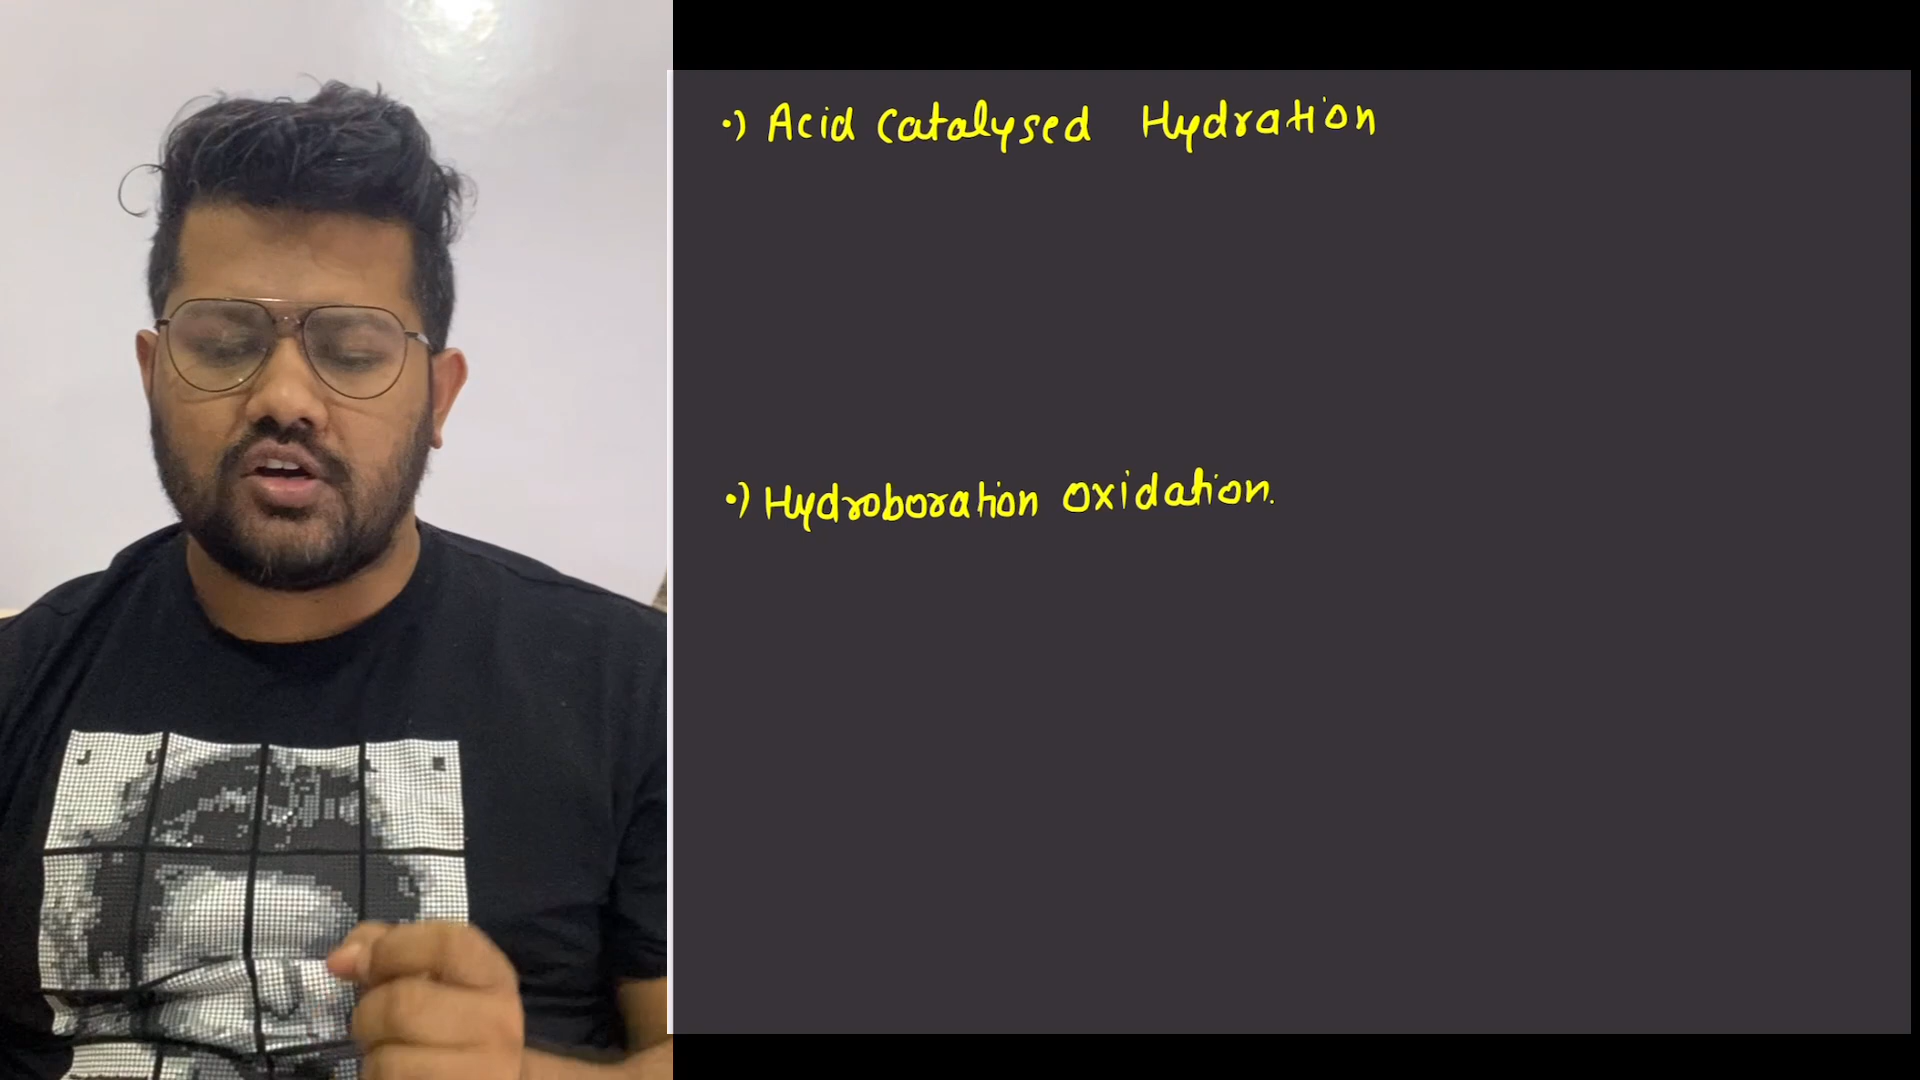 •) Acid Catalysed Hydration
•) Hydroboration Oxidation.